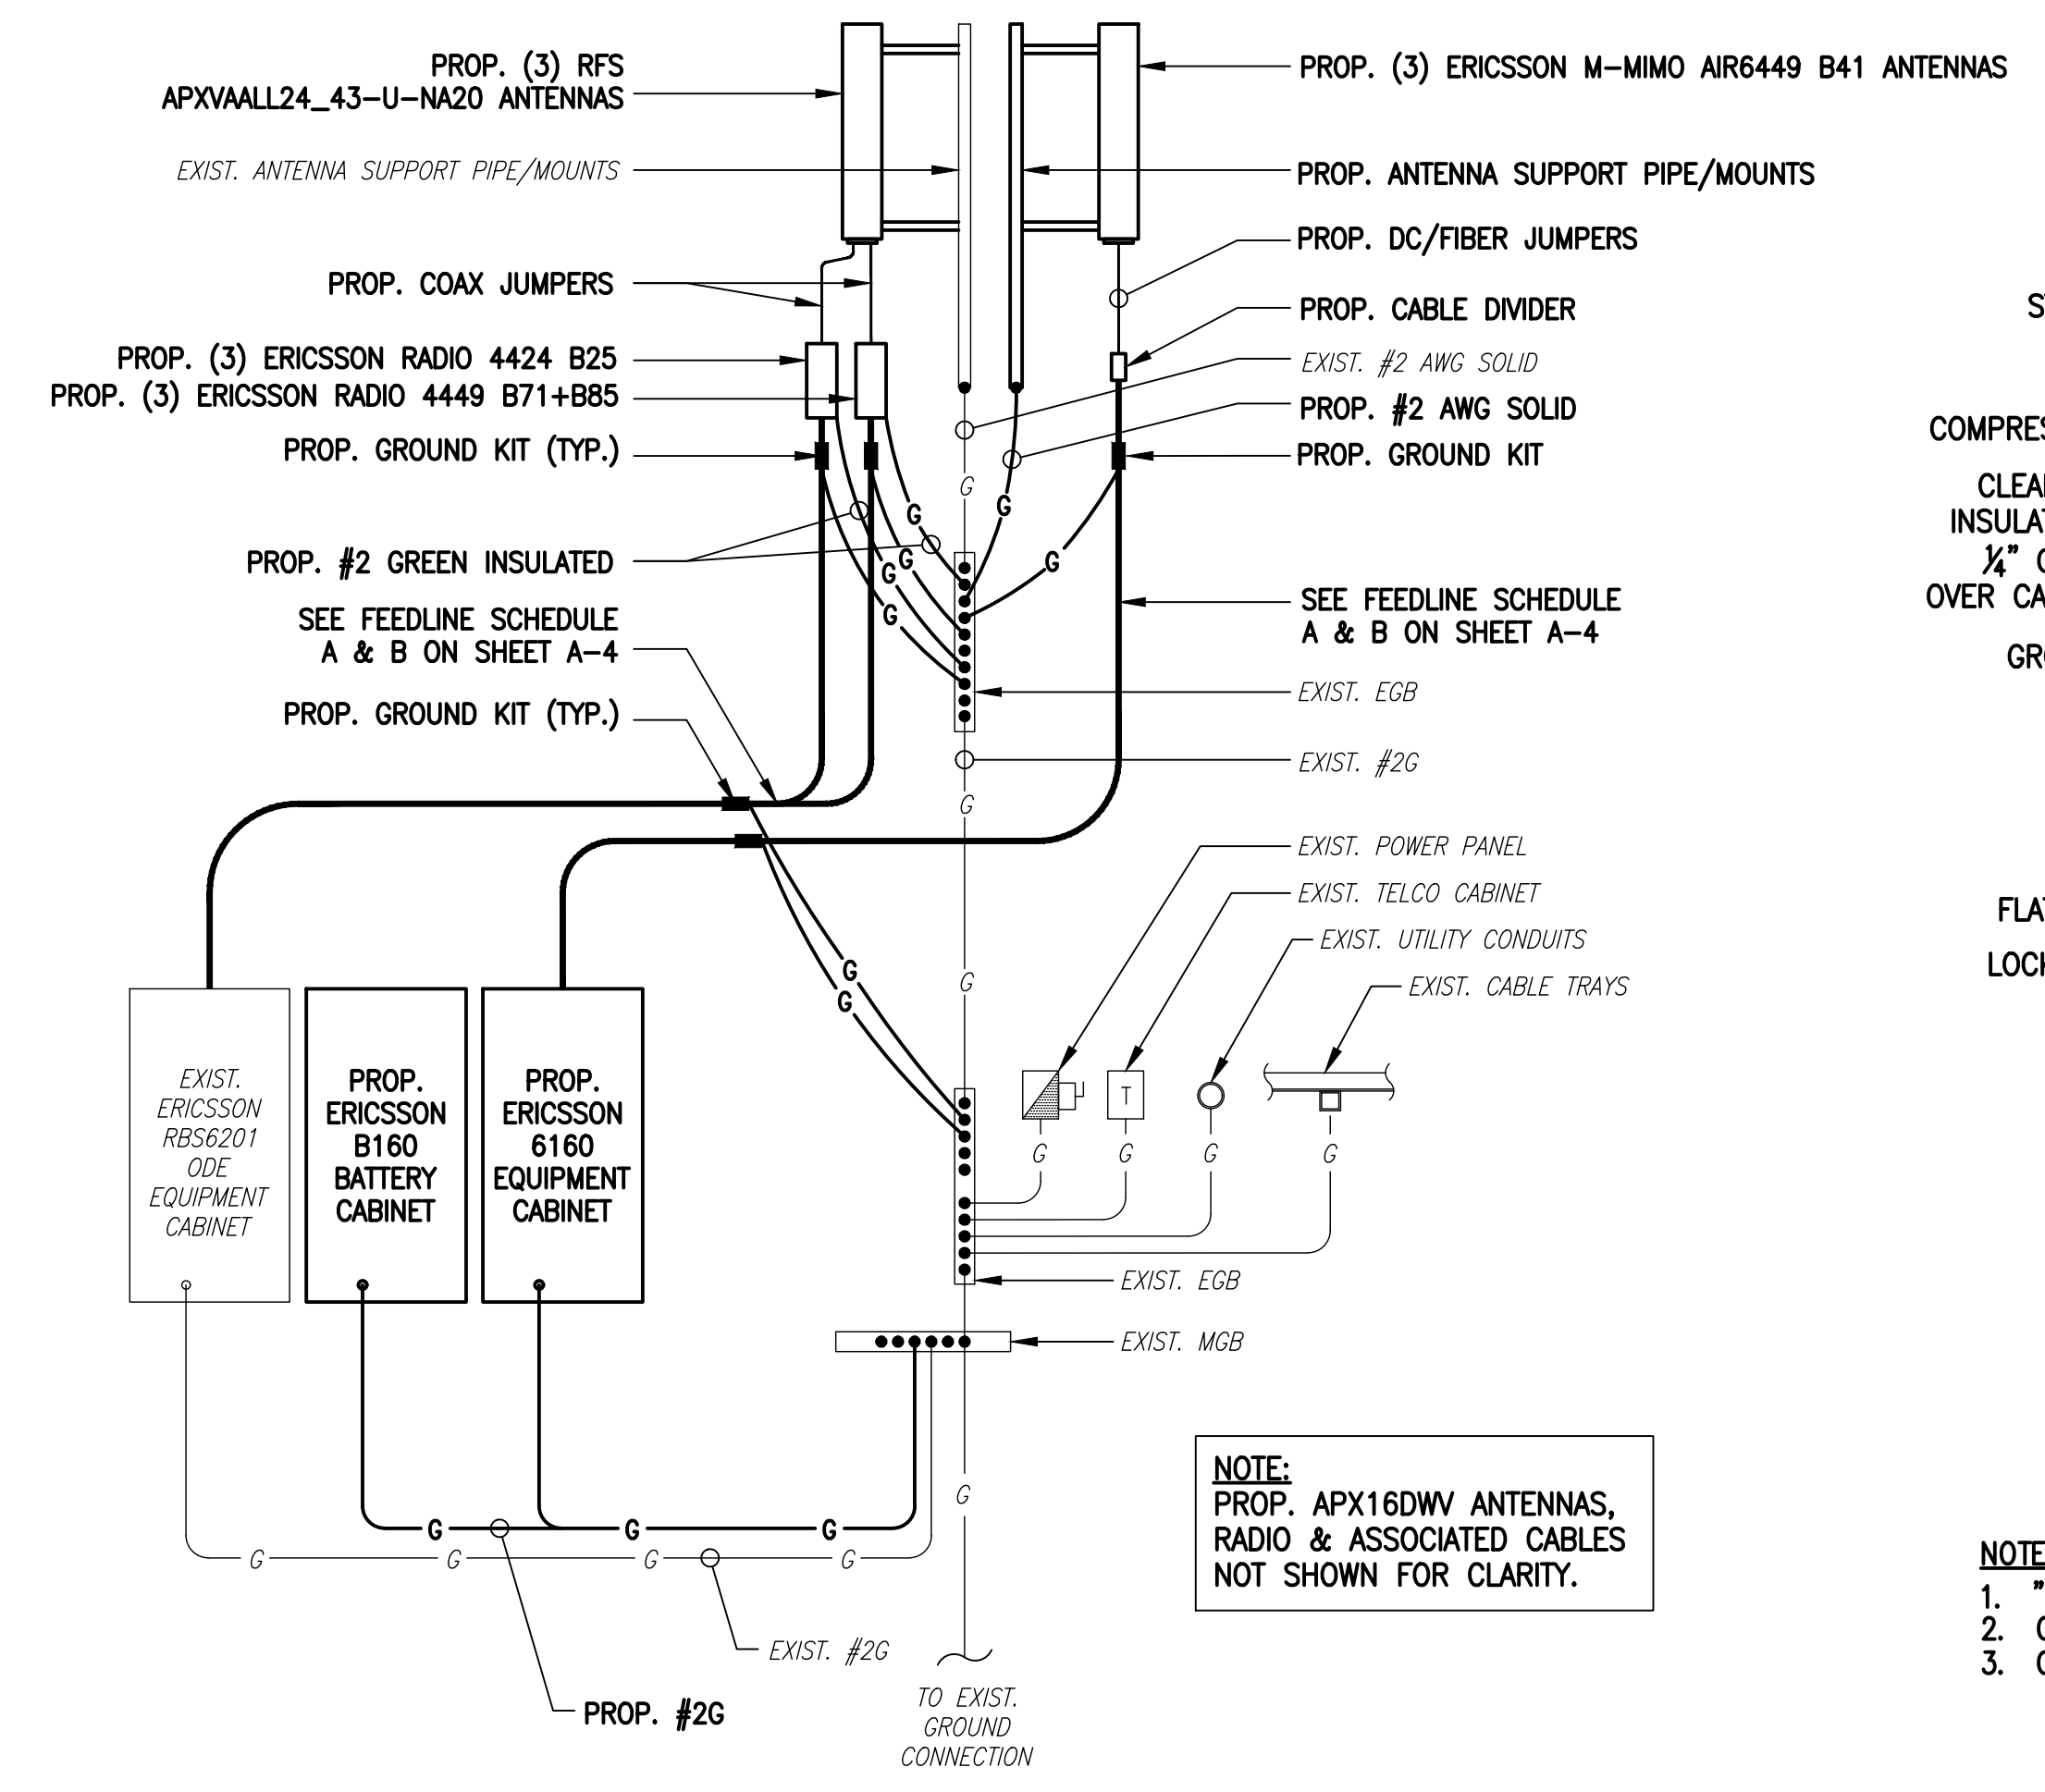 PROP. (3) RFS
APXVAALL24_43-U-NA20 ANTENNAS
EXIST. ANTENNA SUPPORT PIPE/MOUNTS
PROP. COAX JUMPERS
PROP. (3) ERICSSON RADIO 4424 B25
PROP. (3) ERICSSON RADIO 4449 B71+B85
PROP. GROUND KIT (TYP.)
PROP. #2 GREEN INSULATED
SEE FEEDLINE SCHEDULE
A & B ON SHEET A-4
PROP. GROUND KIT (TYP.)
PROP. (3) ERICSSON M-MIMO AIR6449 B41 ANTENNAS
PROP. ANTENNA SUPPORT PIPE/MOUNTS
PROP. DC/FIBER JUMPERS
PROP. CABLE DIVIDER
EXIST. #2 AWG SOLID
PROP. #2 AWG SOLID
PROP. GROUND KIT
SEE FEEDLINE SCHEDULE
A & B ON SHEET A-4
EXIST. EGB
EXIST. #2G
EXIST. POWER PANEL
EXIST. TELCO CABINET
EXIST. UTILITY CONDUITS
EXIST. CABLE TRAYS
G
G
G
G
G
G
G
G
G
G
G
G
T
G
G
G
G
EXIST.
ERICSSON
RBS6201
ODE
EQUIPMENT
CABINET
PROP.
ERICSSON
B160
BATTERY
CABINET
PROP.
ERICSSON
6160
EQUIPMENT
CABINET
EXIST. EGB
EXIST. MGB
G
G G G
G G G G
EXIST. #2G
PROP. #2G
TO EXIST.
GROUND
CONNECTION
NOTE:
PROP. APX16DWV ANTENNAS,
RADIO & ASSOCIATED CABLES
NOT SHOWN FOR CLARITY.
OVER
1.
2.
3.